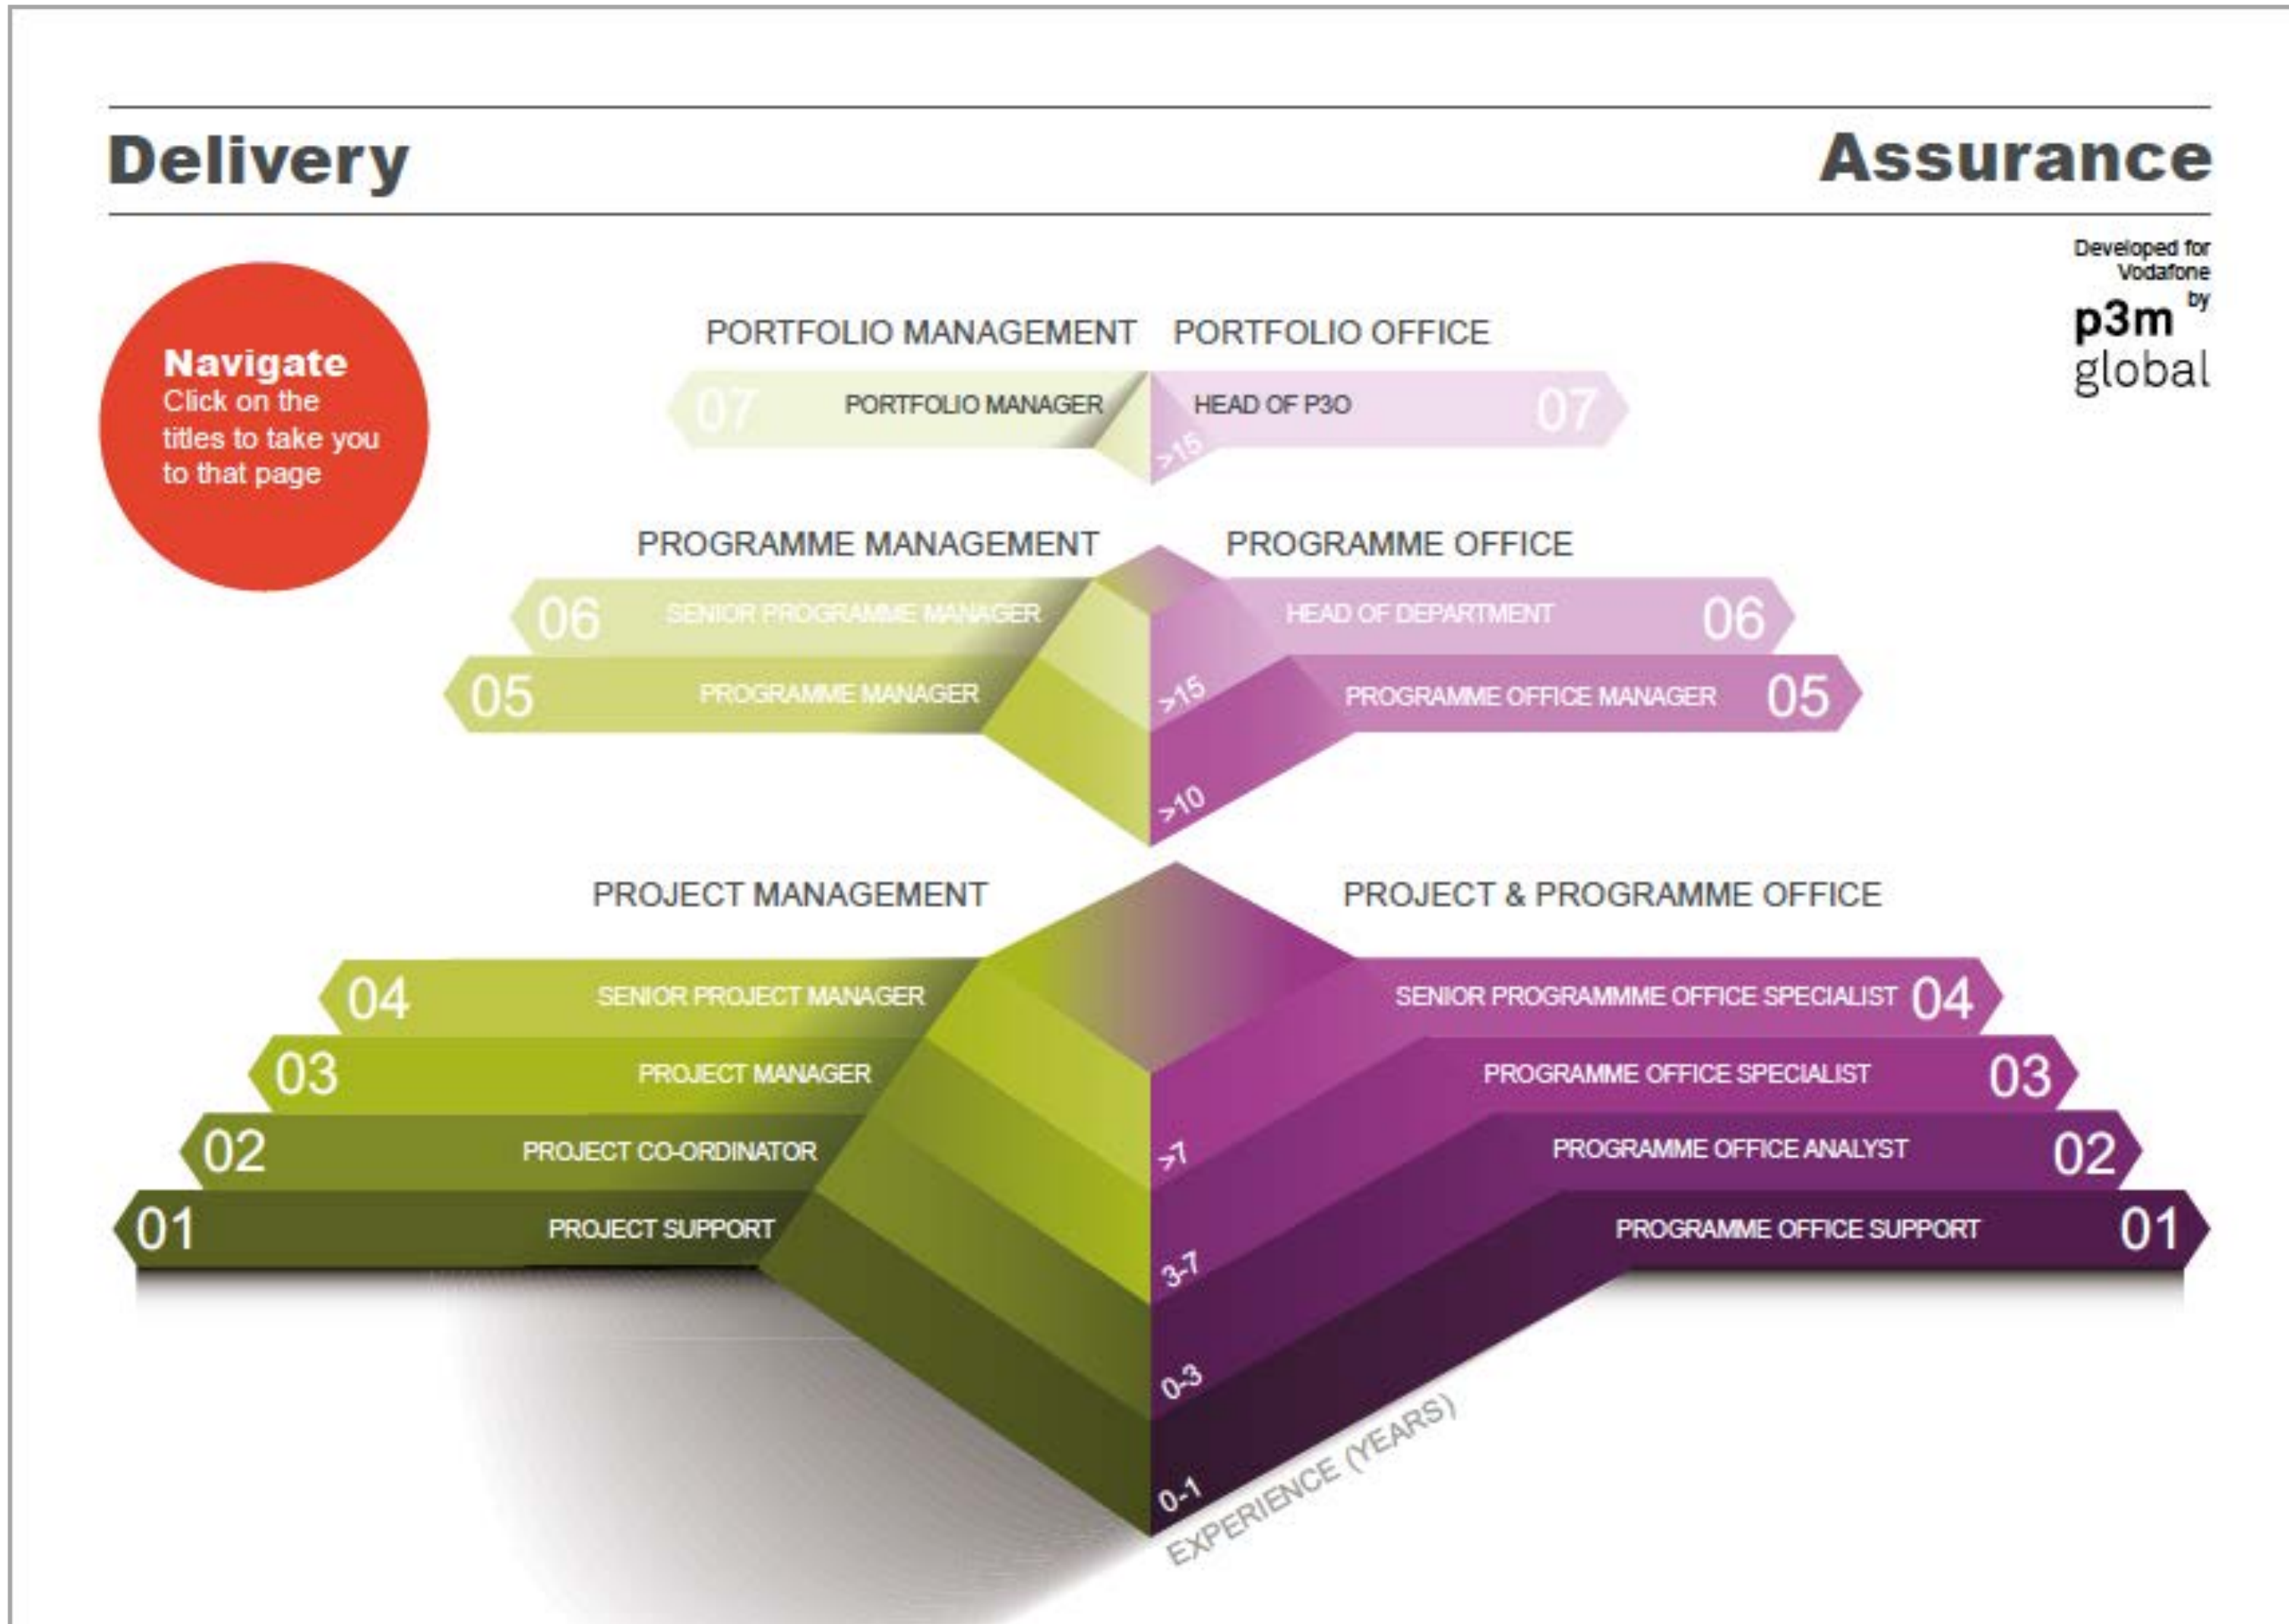 Delivery
Assurance
Developed for
Vodafone
by
p3m
global
Navigate
Click on the
titles to take you
to that page
PORTFOLIO MANAGEMENT
PORTFOLIO OFFICE
07
PORTFOLIO MANAGER
HEAD OF P3O
07
>15
PROGRAMME MANAGEMENT
PROGRAMME OFFICE
06
SENIOR PROGRAMME MANAGER
HEAD OF DEPARTMENT
06
05
PROGRAMME MANAGER
>15
PROGRAMME OFFICE MANAGER
05
>10
PROJECT MANAGEMENT
PROJECT & PROGRAMME OFFICE
04
SENIOR PROJECT MANAGER
SENIOR PROGRAMMME OFFICE SPECIALIST
04
03
PROJECT MANAGER
PROGRAMME OFFICE SPECIALIST
03
02
PROJECT CO-ORDINATOR
>7
PROGRAMME OFFICE ANALYST
02
01
PROJECT SUPPORT
PROGRAMME OFFICE SUPPORT
01
3-7
0-3
0-1
EXPERIENCE (YEARS)